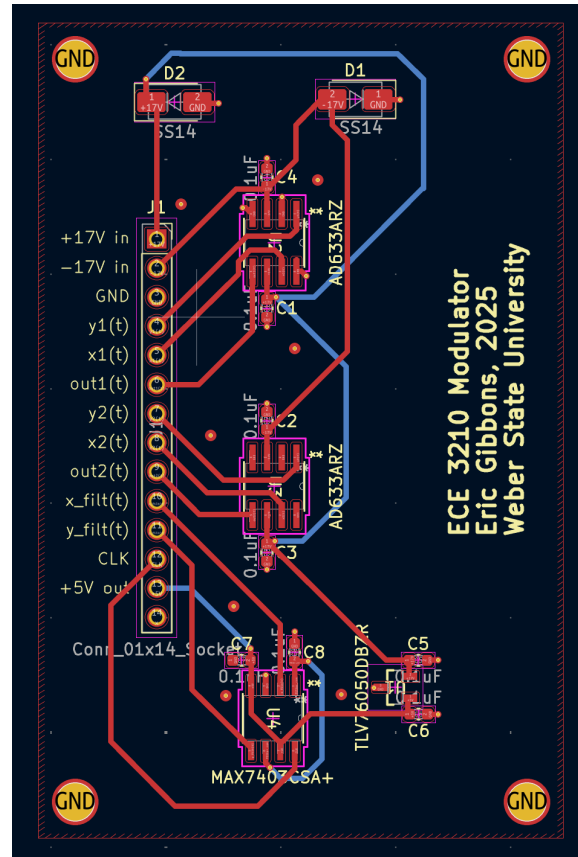 GND
GND
D2
D1
1
+17V
2
GND
2
-17V
1
GND
SS14
SS14
0.1uF
C4
J1
**
AD633ARZ
+17V in
-17V in
GND
y1(t)
x1(t)
out1(t)
y2(t)
x2(t)
out2(t)
x_filt(t)
y_filt(t)
CLK
+5V out
C1
0.1uF
C2
**
AD633ARZ
0.1uF
C3
ECE 3210 Modulator
Eric Gibbons, 2025
Weber State University
Conn_01x14_Socket
C7
C8
**
U4
TLV76050DBZR
C5
0.1uF
C6
MAX7403CSA+
GND
GND